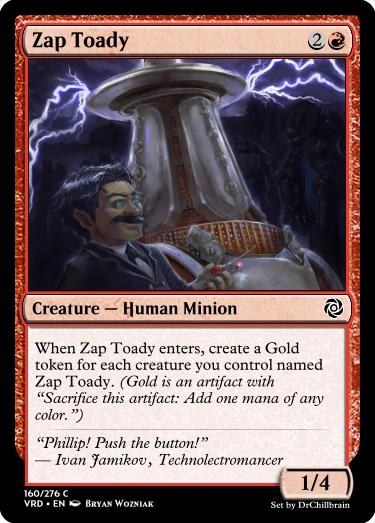 Zap Toady 2
Creature — Human Minion
When Zap Toady enters, create a Gold
token for each creature you control named
Zap Toady. (Gold is an artifact with
“Sacrifice this artifact: Add one mana of any
color.”)
“Phillip! Push the button!”
— Ivan Jamikov, Technolectromancer
1/4
160/276 C
VRD • EN Bryan Wozniak
Set by DrChillbrain